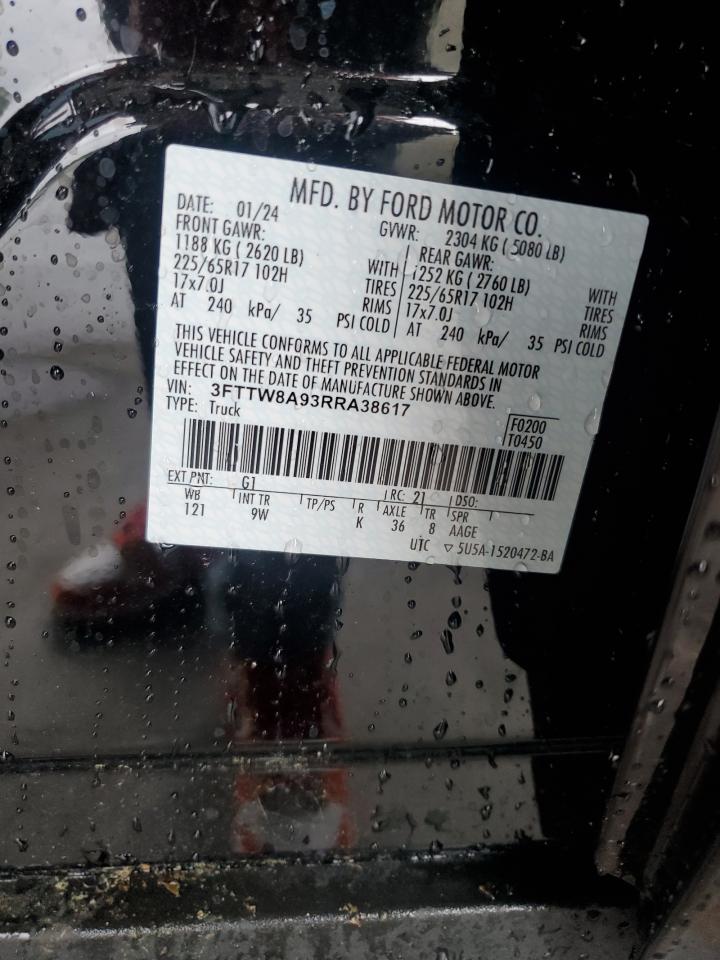 MFD. BY FORD MOTOR CO.
DATE: 01/24 GVWR: 2304 KG ( 5080 LB)
FRONT GAWR: REAR GAWR:
1188 KG ( 2620 LB) WITH 1252 KG ( 2760 LB) WITH
225/65R17 102H TIRES 225/65R17 102H TIRES
17x7.0J RIMS 17x7.0J RIMS
AT 240 kPa/ 35 PSI COLD AT 240 kPa/ 35 PSI COLD
THIS VEHICLE CONFORMS TO ALL APPLICABLE FEDERAL MOTOR
VEHICLE SAFETY AND THEFT PREVENTION STANDARDS IN
EFFECT ON THE DATE OF MANUFACTURE SHOWN ABOVE.
VIN: 3FTTW8A93RRA38617
TYPE: Truck
F0200
T0450
EXT PNT: G1 RC: 21 DSO:
WB INT TR TP/PS R AXLE TR SPR
121 9W K 36 8 AAGE
UTC ▽ 5U5A-1520472-BA